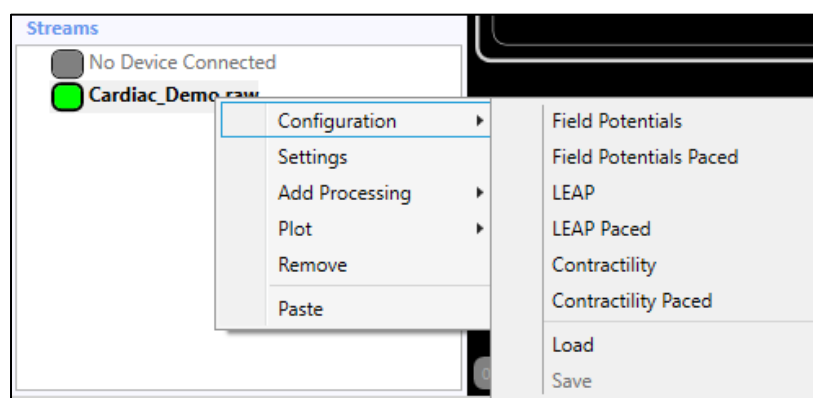 Streams
No Device Connected
Cardiac_Demo.raw
Configuration
Settings
Add Processing
Plot
Remove
Paste
Field Potentials
Field Potentials Paced
LEAP
LEAP Paced
Contractility
Contractility Paced
Load
Save
0